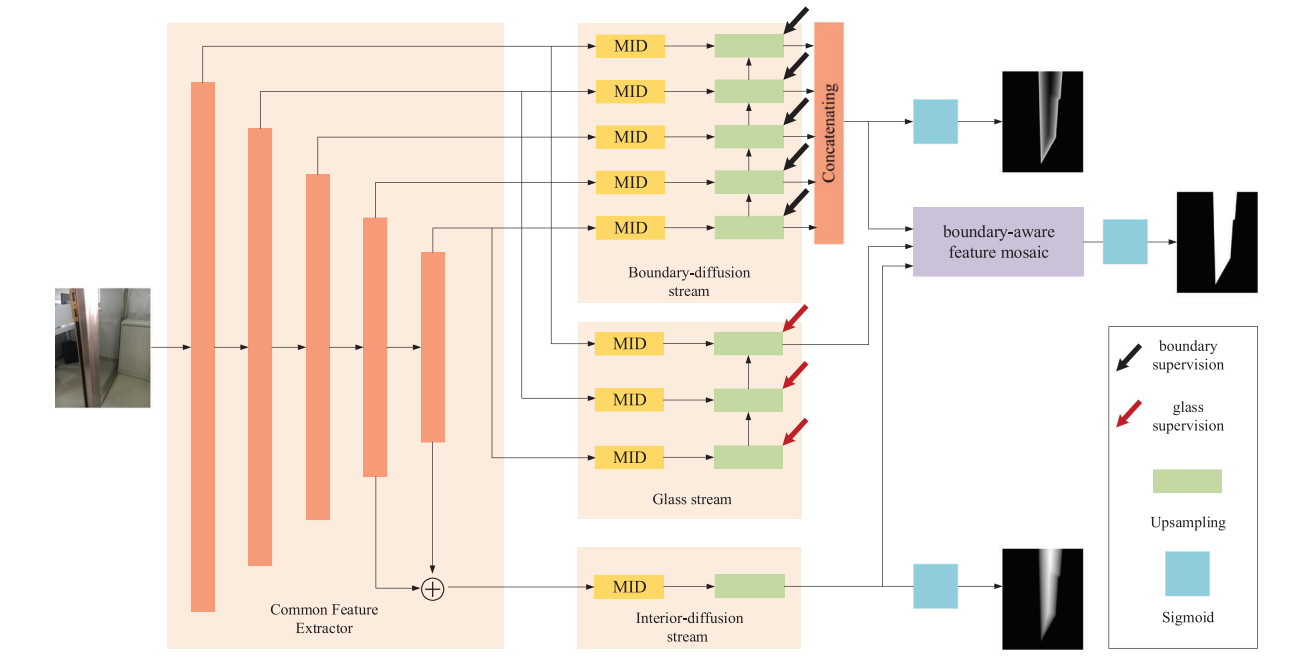 MID
MID
MID
MID
MID
Concatenating
Boundary-diffusion
stream
boundary-aware
feature mosaic
MID
MID
MID
Glass stream
Common Feature
Extractor
MID
Interior-diffusion
stream
boundary
supervision
glass
supervision
Upsampling
Sigmoid